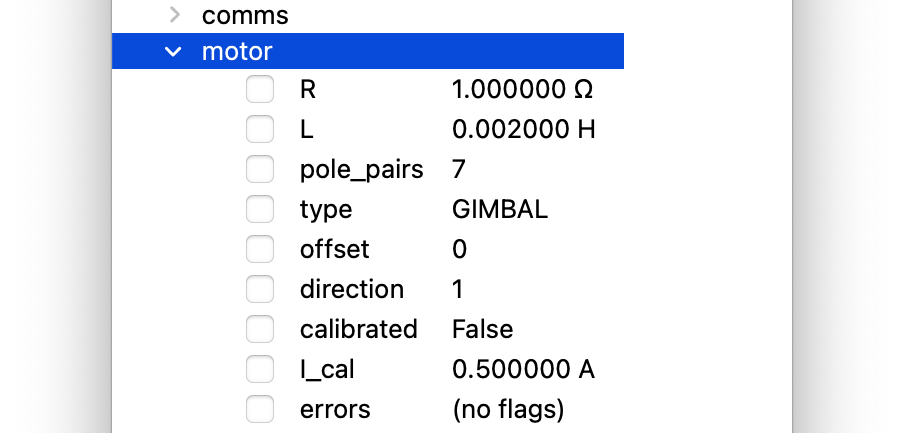 comms
motor
R 1.000000 Ω
L 0.002000 H
pole_pairs 7
type GIMBAL
offset 0
direction 1
calibrated False
I_cal 0.500000 A
errors (no flags)